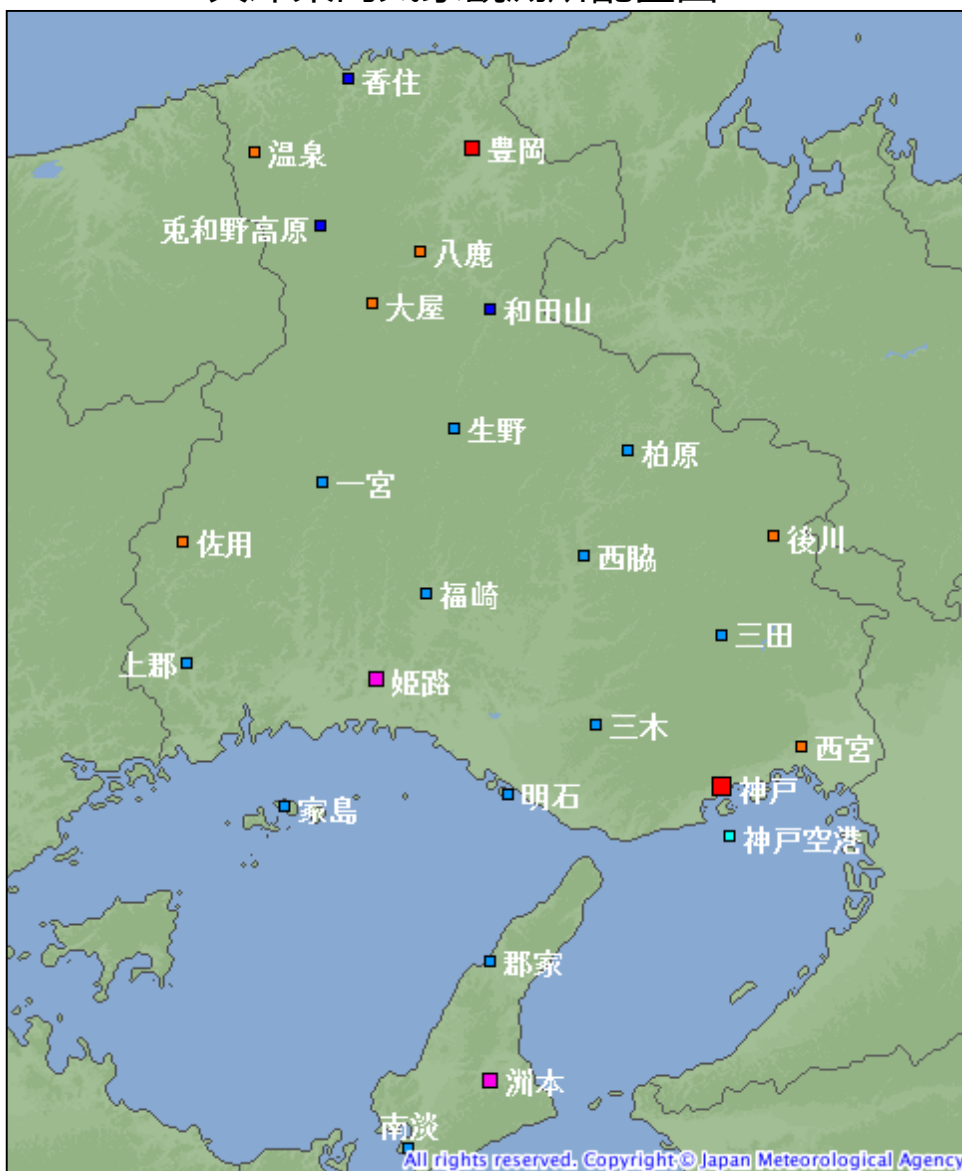 香住
温泉
豊岡
兎和野高原
八鹿
大屋
和田山
生野
柏原
一宮
佐用
後川
西脇
福崎
三田
上郡
姫路
三木
西宮
明石
神戸
家島
神戸空港
郡家
洲本
南淡
All rights reserved. Copyright © Japan Meteorological Agency